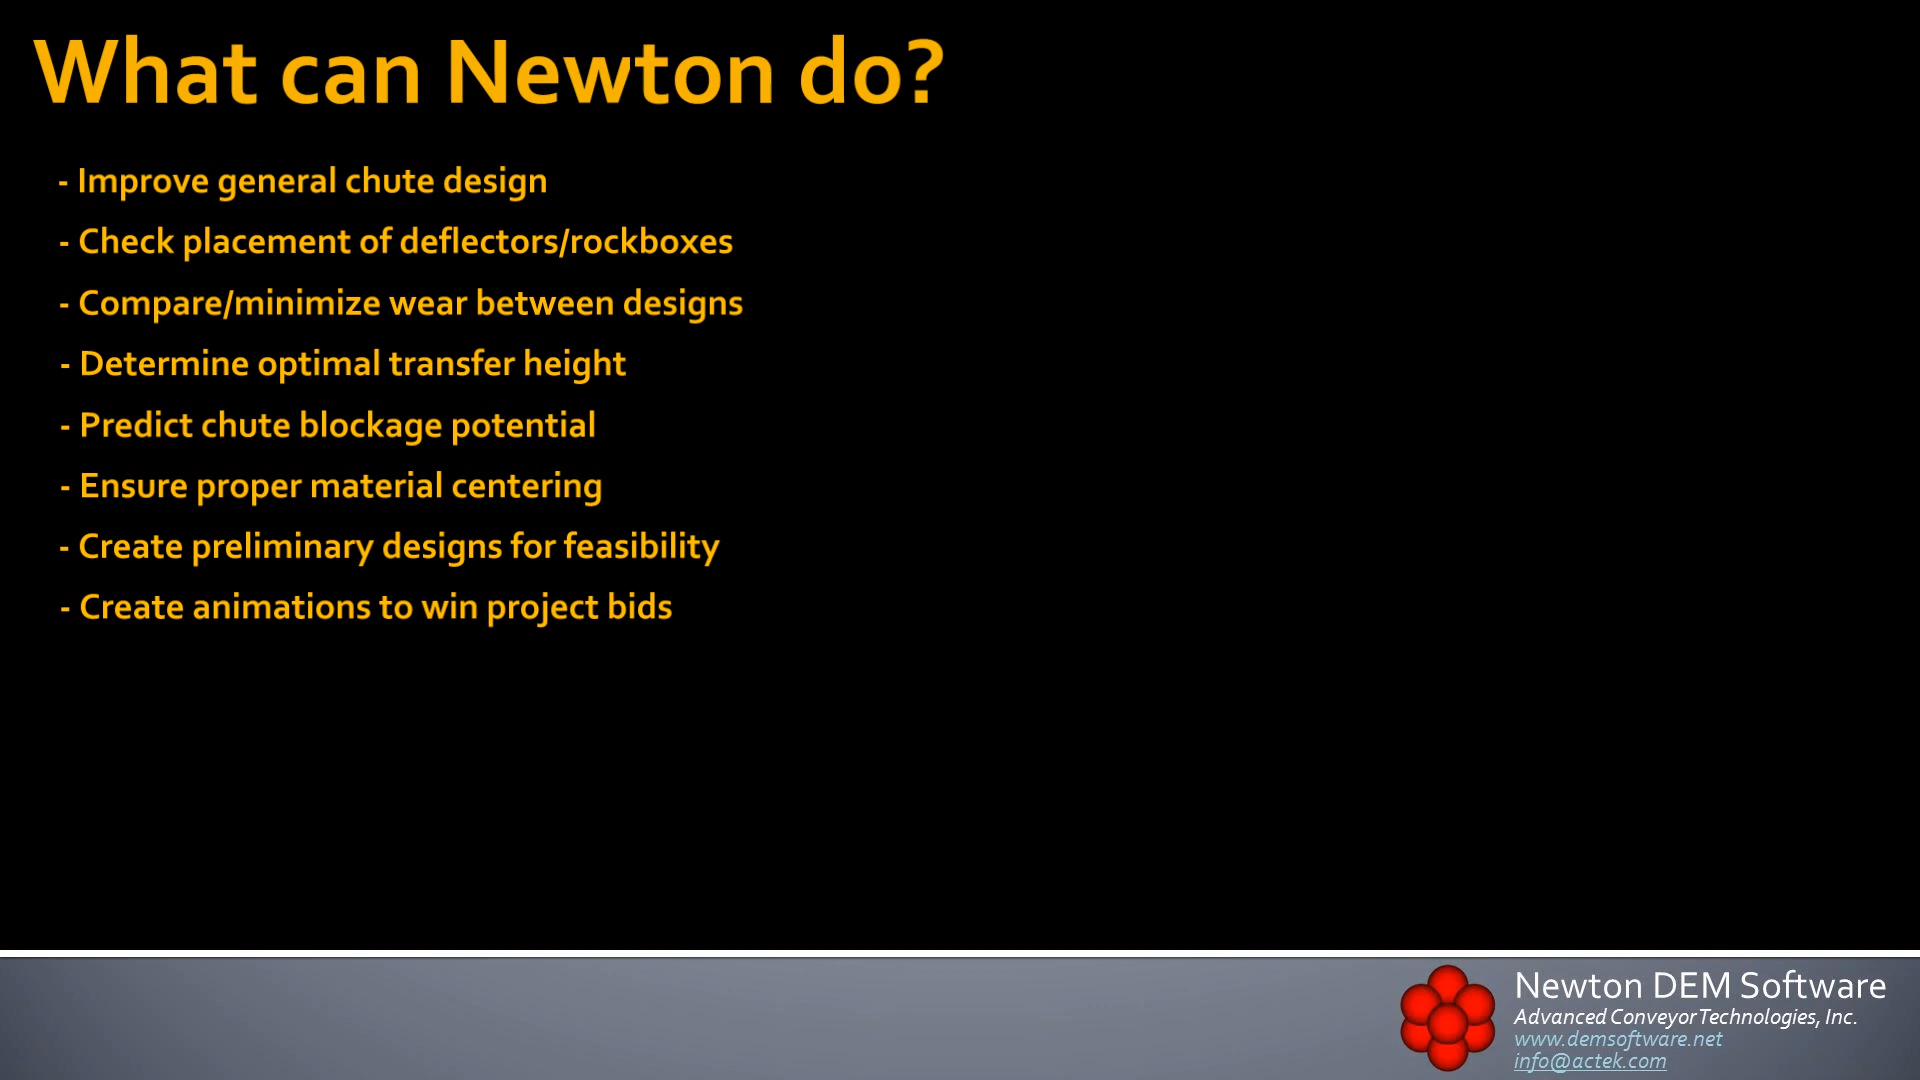 What can Newton do?
- Improve general chute design
- Check placement of deflectors/rockboxes
- Compare/minimize wear between designs
- Determine optimal transfer height
- Predict chute blockage potential
- Ensure proper material centering
- Create preliminary designs for feasibility
- Create animations to win project bids
Newton DEM Software
Advanced Conveyor Technologies, Inc.
www.demsoftware.net
info@actek.com